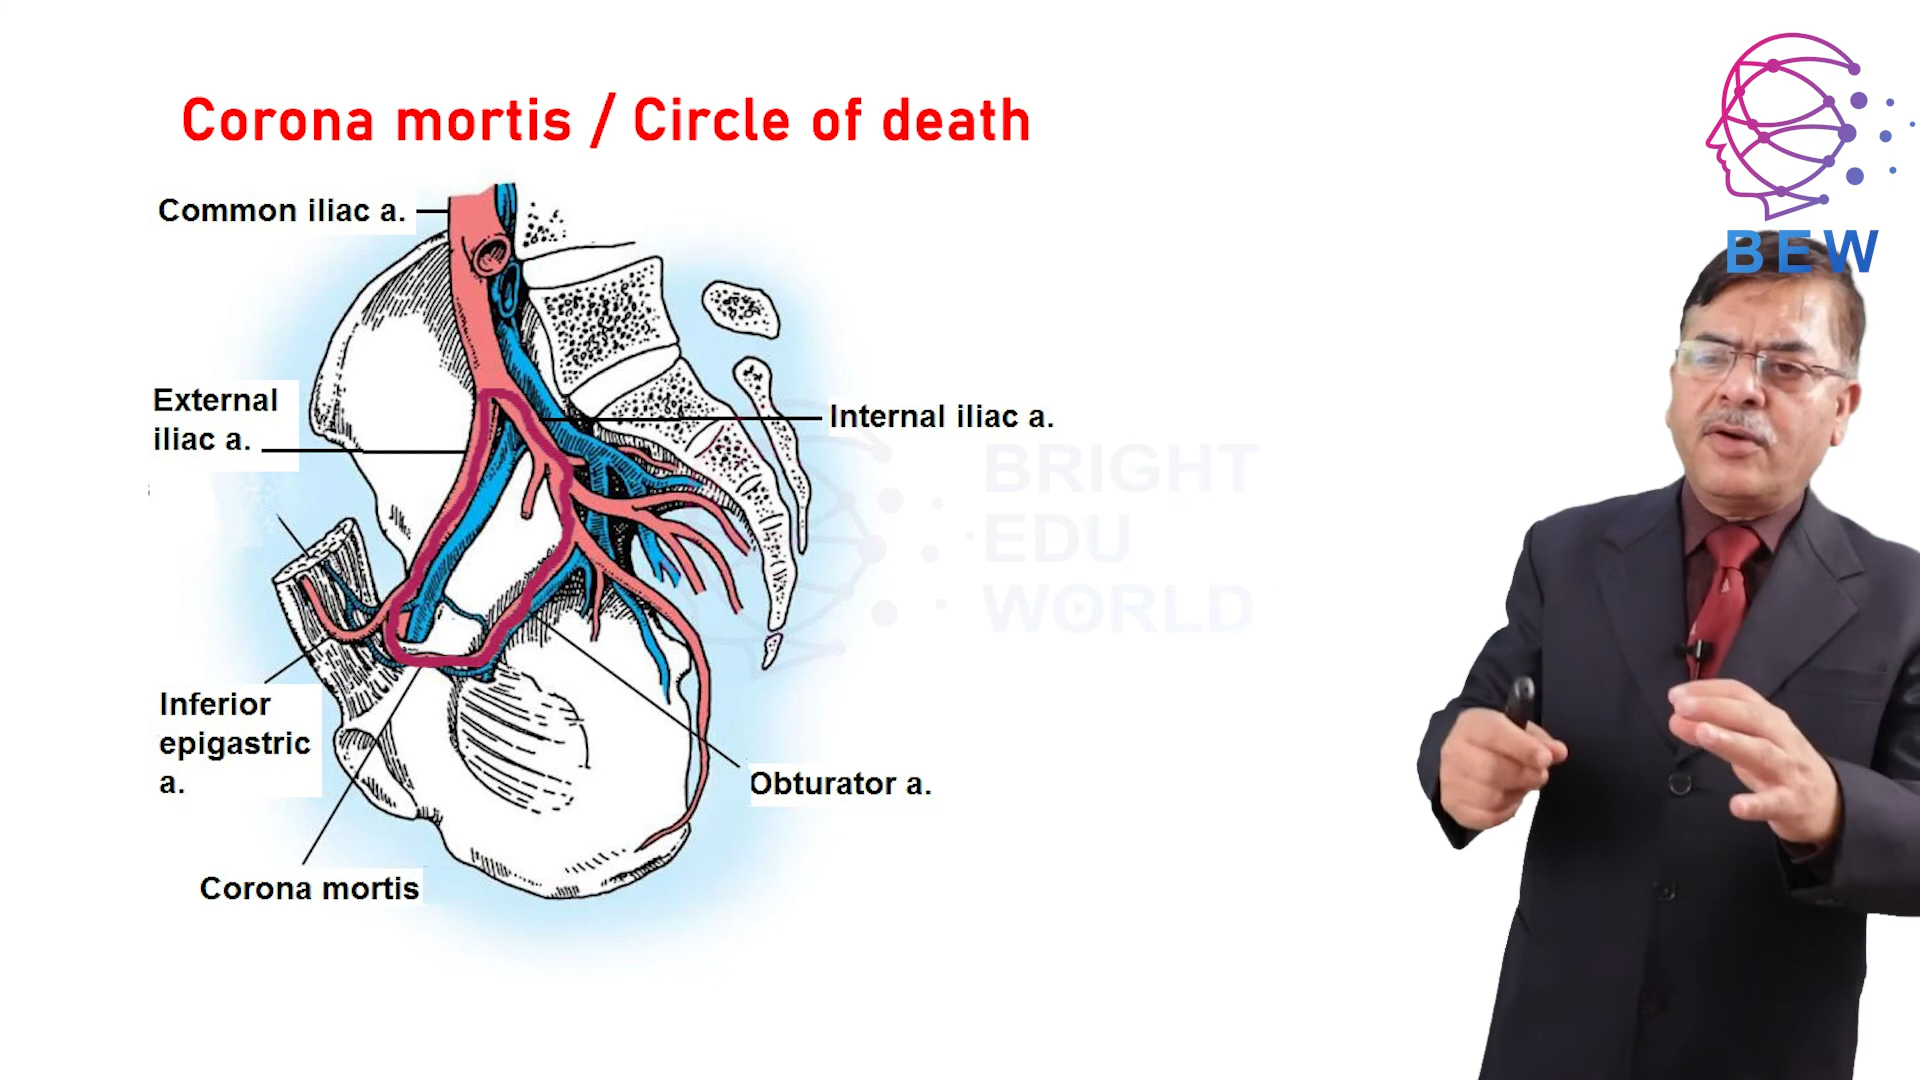 Corona mortis / Circle of death
BEW
Common iliac a.
External
iliac a.
Internal iliac a.
BRIGHT
EDU
WORLD
Inferior
epigastric
a.
Obturator a.
Corona mortis